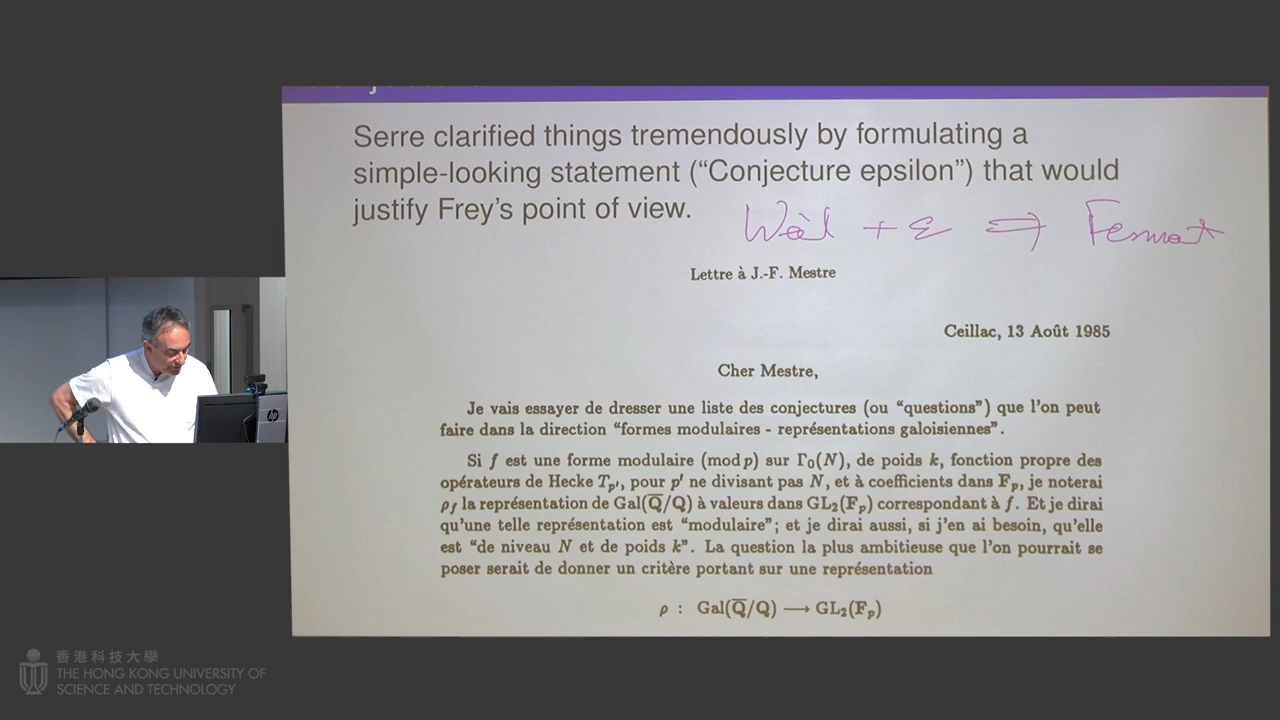 Serre clarified things tremendously by formulating a
simple-looking statement (“Conjecture epsilon”) that would
justify Frey's point of view.
+ ε ⇒ Fermat
Lettre à J.-F. Mestre
Ceillac, 13 Août 1985
Cher Mestre,
Je vais essayer de dresser une liste des conjectures (ou “questions”) que l'on peut
faire dans la direction “formes modulaires - représentations galoisiennes”.
Si f est une forme modulaire (mod p) sur Γ₀(N), de poids k, fonction propre des
opérateurs de Hecke Tₚ′, pour p′ ne divisant pas N, et à coefficients dans Fₚ, je noterai
ρ_f la représentation de Gal(Q̅/Q) à valeurs dans GL₂(Fₚ) correspondant à f. Et je dirai
qu'une telle représentation est “modulaire”; et je dirai aussi, si j'en ai besoin, qu'elle
est “de niveau N et de poids k”. La question la plus ambitieuse que l'on pourrait se
poser serait de donner un critère portant sur une représentation
ρ : Gal(Q̅/Q) ⟶ GL₂(Fₚ)
hp
香港科技大學
THE HONG KONG UNIVERSITY OF
SCIENCE AND TECHNOLOGY